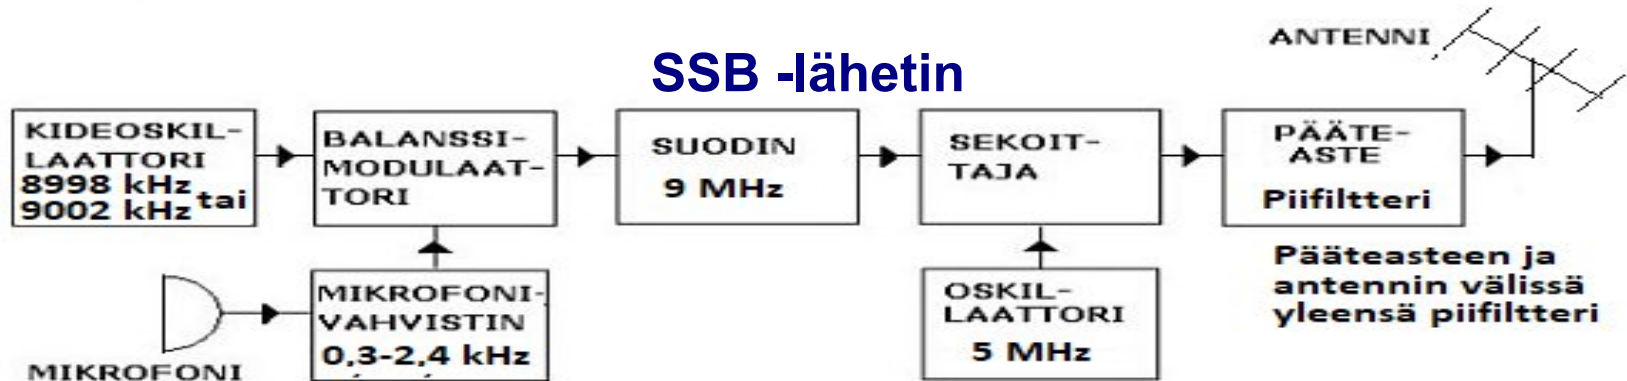 SSB -lähetin
ANTENNI
KIDEOSKIL-
LAATTORI
8998 kHz
9002 kHz tai
BALANSSI-
MODULAAT-
TORI
SUODIN
9 MHz
SEKOIT-
TAJA
PÄÄTE-
ASTE
Piifiltteri
MIKROFONI
MIKROFONI-
VAHVISTIN
0,3-2,4 kHz
OSKIL-
LAATTORI
5 MHz
Pääteasteen ja
antennin välissä
yleensä piifiltteri